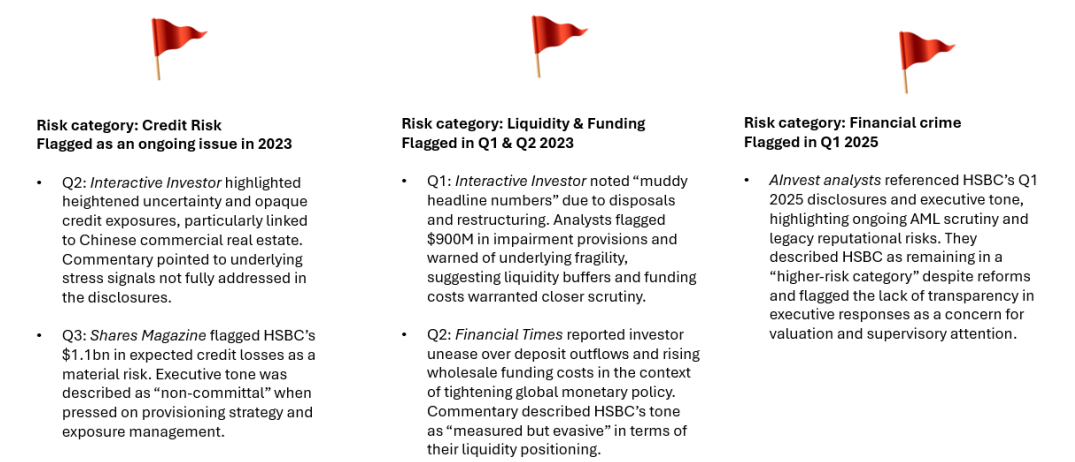 Risk category: Credit Risk
Flagged as an ongoing issue in 2023
• Q2: Interactive Investor highlighted
heightened uncertainty and opaque
credit exposures, particularly linked
to Chinese commercial real estate.
Commentary pointed to underlying
stress signals not fully addressed in
the disclosures.
• Q3: Shares Magazine flagged HSBC’s
$1.1bn in expected credit losses as a
material risk. Executive tone was
described as “non-committal” when
pressed on provisioning strategy and
exposure management.
Risk category: Liquidity & Funding
Flagged in Q1 & Q2 2023
• Q1: Interactive Investor noted “muddy
headline numbers” due to disposals
and restructuring. Analysts flagged
$900M in impairment provisions and
warned of underlying fragility,
suggesting liquidity buffers and funding
costs warranted closer scrutiny.
• Q2: Financial Times reported investor
unease over deposit outflows and rising
wholesale funding costs in the context
of tightening global monetary policy.
Commentary described HSBC’s tone
as “measured but evasive” in terms of
their liquidity positioning.
Risk category: Financial crime
Flagged in Q1 2025
• AInvest analysts referenced HSBC’s Q1
2025 disclosures and executive tone,
highlighting ongoing AML scrutiny and
legacy reputational risks. They
described HSBC as remaining in a
“higher-risk category” despite reforms
and flagged the lack of transparency in
executive responses as a concern for
valuation and supervisory attention.